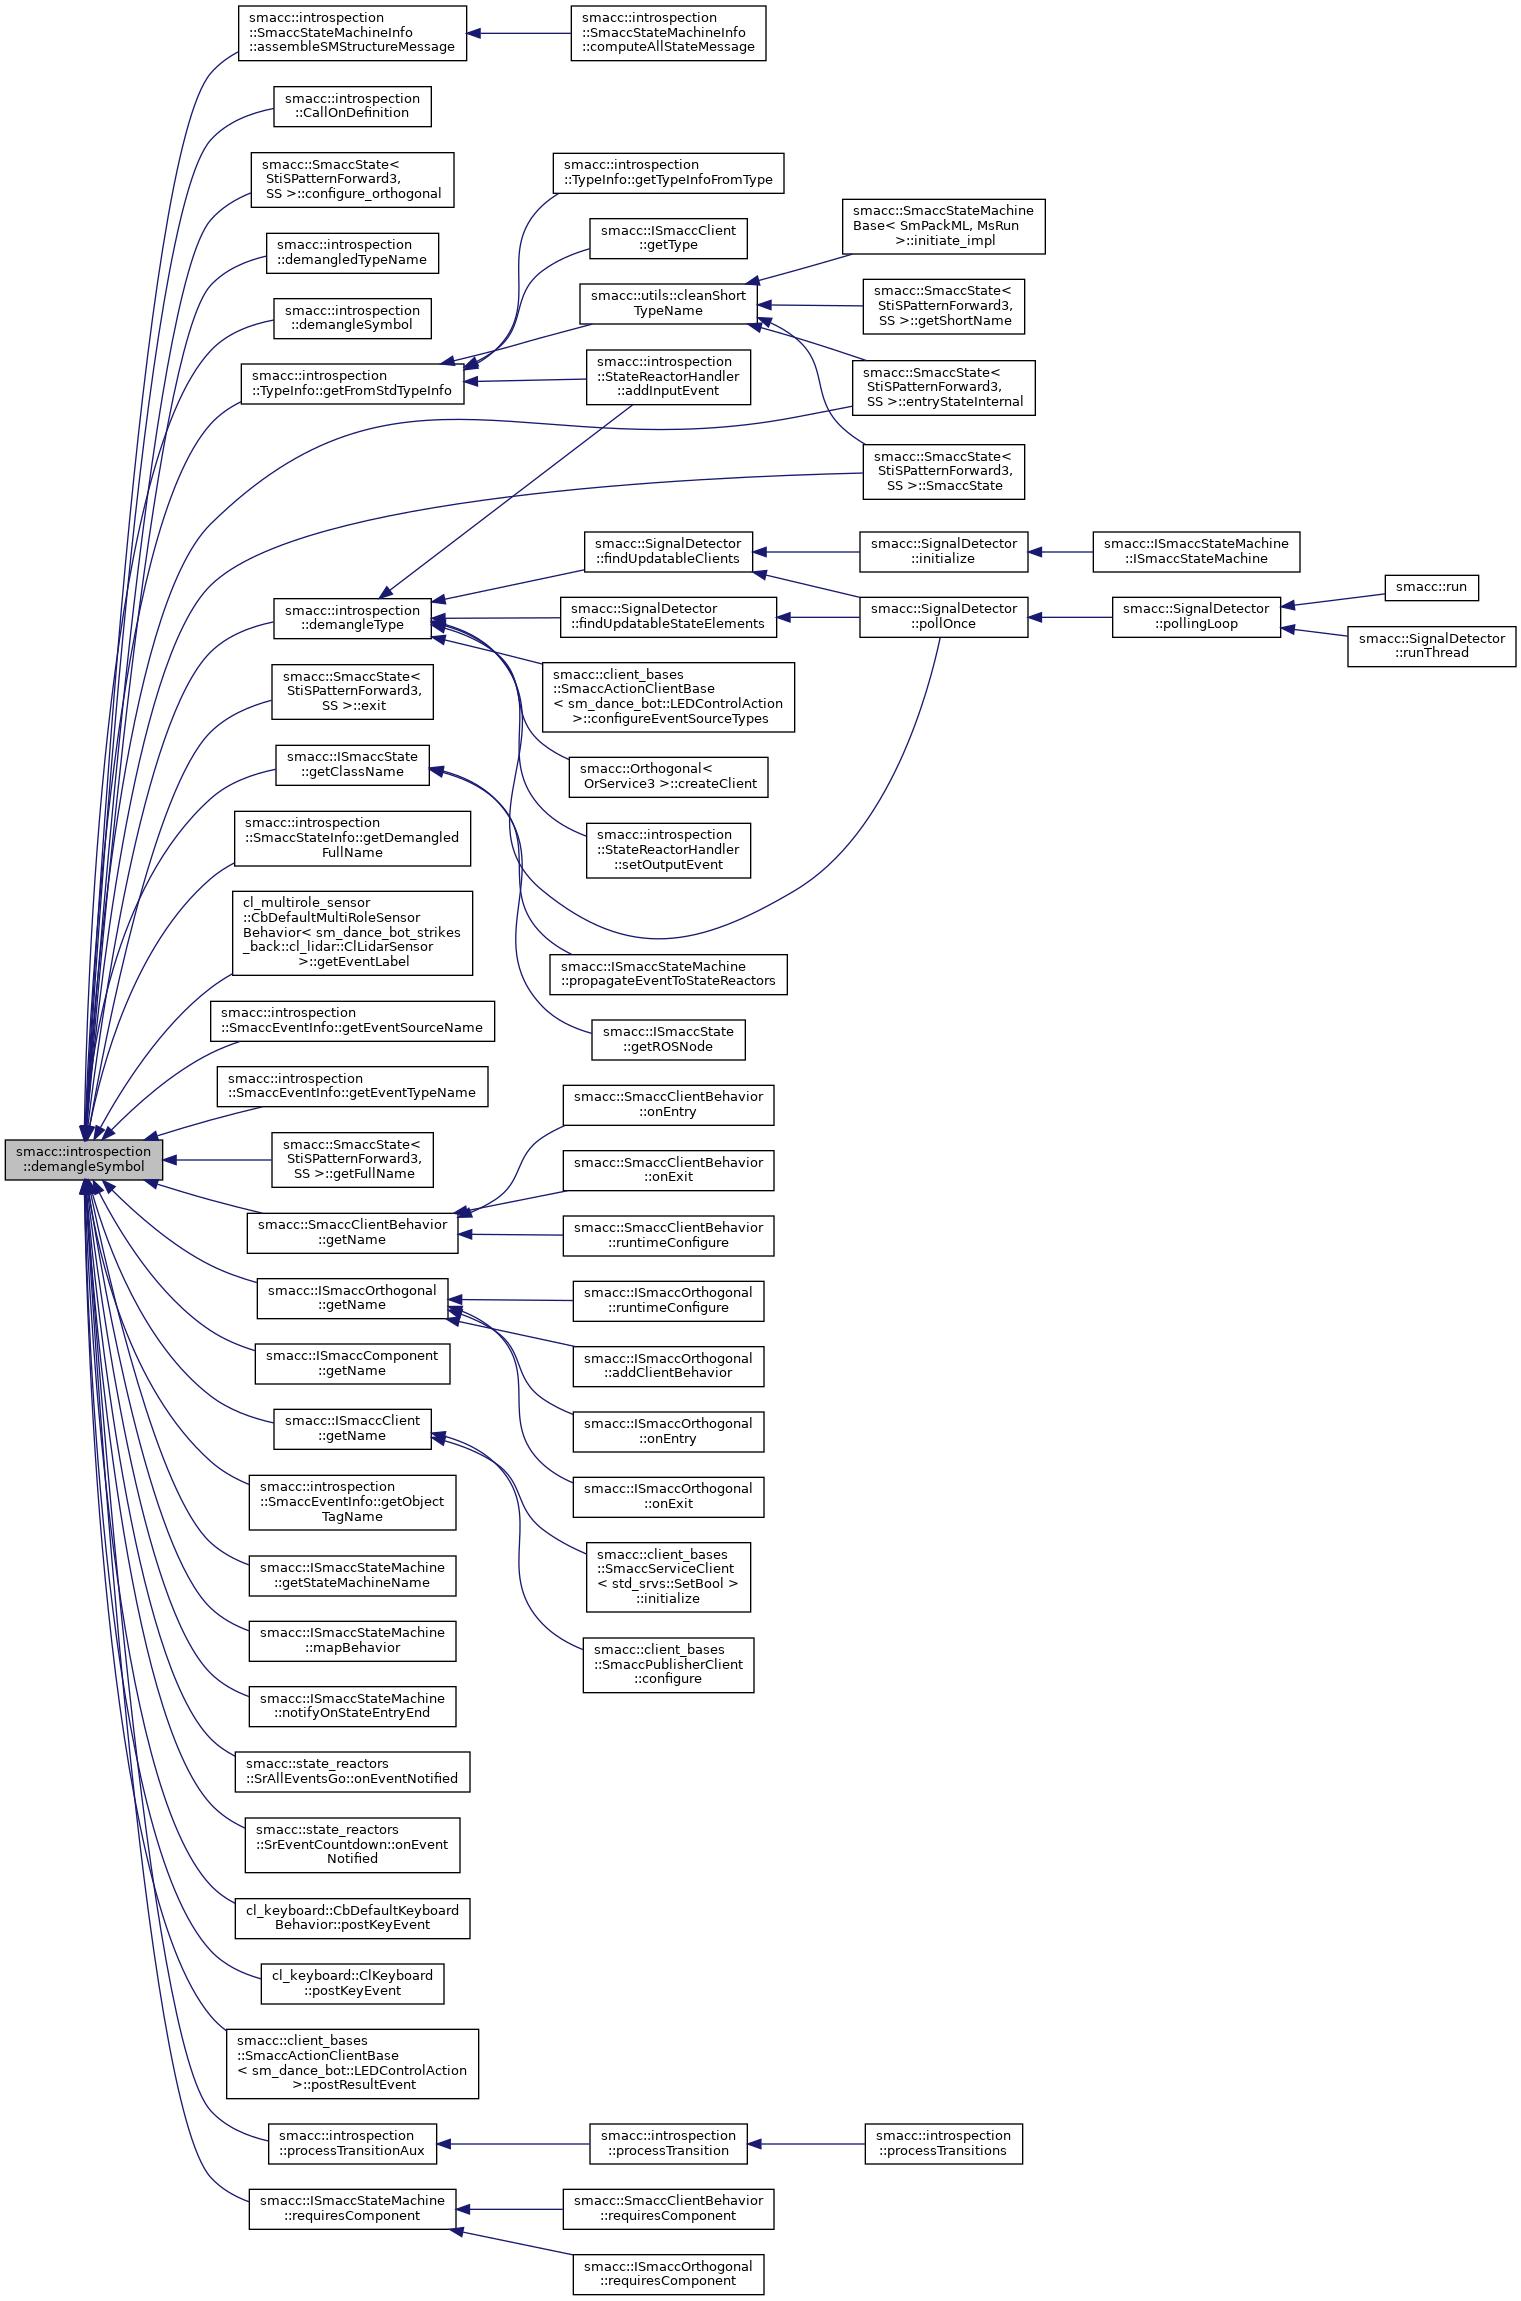 smacc::introspection
::SmaccStateMachineInfo
::assembleSMStructureMessage
smacc::introspection
::SmaccStateMachineInfo
::computeAllStateMessage
smacc::introspection
::CallOnDefinition
smacc::SmaccState<
StiSPatternForward3,
SS >::configure_orthogonal
smacc::introspection
::TypeInfo::getTypeInfoFromType
smacc::introspection
::demangledTypeName
smacc::ISmaccClient
::getType
smacc::SmaccStateMachine
Base< SmPackML, MsRun
>::initiate_impl
smacc::introspection
::demangleSymbol
smacc::utils::cleanShort
TypeName
smacc::SmaccState<
StiSPatternForward3,
SS >::getShortName
smacc::introspection
::TypeInfo::getFromStdTypeInfo
smacc::introspection
::StateReactorHandler
::addInputEvent
smacc::SmaccState<
StiSPatternForward3,
SS >::entryStateInternal
smacc::SmaccState<
StiSPatternForward3,
SS >::SmaccState
smacc::SignalDetector
::findUpdatableClients
smacc::SignalDetector
::initialize
smacc::ISmaccStateMachine
::ISmaccStateMachine
smacc::introspection
::demangleType
smacc::SignalDetector
::findUpdatableStateElements
smacc::SignalDetector
::pollOnce
smacc::SignalDetector
::pollingLoop
smacc::run
smacc::SignalDetector
::runThread
smacc::SmaccState<
StiSPatternForward3,
SS >::exit
smacc::client_bases
::SmaccActionClientBase
< sm_dance_bot::LEDControlAction
>::configureEventSourceTypes
smacc::ISmaccState
::getClassName
smacc::Orthogonal<
OrService3 >::createClient
smacc::introspection
::SmaccStateInfo::getDemangled
FullName
smacc::introspection
::StateReactorHandler
::setOutputEvent
cl_multirole_sensor
::CbDefaultMultiRoleSensor
Behavior< sm_dance_bot_strikes
_back::cl_lidar::ClLidarSensor
>::getEventLabel
smacc::ISmaccStateMachine
::propagateEventToStateReactors
smacc::introspection
::SmaccEventInfo::getEventSourceName
smacc::ISmaccState
::getROSNode
smacc::introspection
::SmaccEventInfo::getEventTypeName
smacc::SmaccClientBehavior
::onEntry
smacc::introspection
::demangleSymbol
smacc::SmaccState<
StiSPatternForward3,
SS >::getFullName
smacc::SmaccClientBehavior
::onExit
smacc::SmaccClientBehavior
::getName
smacc::SmaccClientBehavior
::runtimeConfigure
smacc::ISmaccOrthogonal
::getName
smacc::ISmaccOrthogonal
::runtimeConfigure
smacc::ISmaccComponent
::getName
smacc::ISmaccOrthogonal
::addClientBehavior
smacc::ISmaccClient
::getName
smacc::ISmaccOrthogonal
::onEntry
smacc::introspection
::SmaccEventInfo::getObject
TagName
smacc::ISmaccOrthogonal
::onExit
smacc::ISmaccStateMachine
::getStateMachineName
smacc::client_bases
::SmaccServiceClient
< std_srvs::SetBool >
::initialize
smacc::ISmaccStateMachine
::mapBehavior
smacc::client_bases
::SmaccPublisherClient
::configure
smacc::ISmaccStateMachine
::notifyOnStateEntryEnd
smacc::state_reactors
::SrAllEventsGo::onEventNotified
smacc::state_reactors
::SrEventCountdown::onEvent
Notified
cl_keyboard::CbDefaultKeyboard
Behavior::postKeyEvent
cl_keyboard::ClKeyboard
::postKeyEvent
smacc::client_bases
::SmaccActionClientBase
< sm_dance_bot::LEDControlAction
>::postResultEvent
smacc::introspection
::processTransitionAux
smacc::introspection
::processTransition
smacc::introspection
::processTransitions
smacc::ISmaccStateMachine
::requiresComponent
smacc::SmaccClientBehavior
::requiresComponent
smacc::ISmaccOrthogonal
::requiresComponent